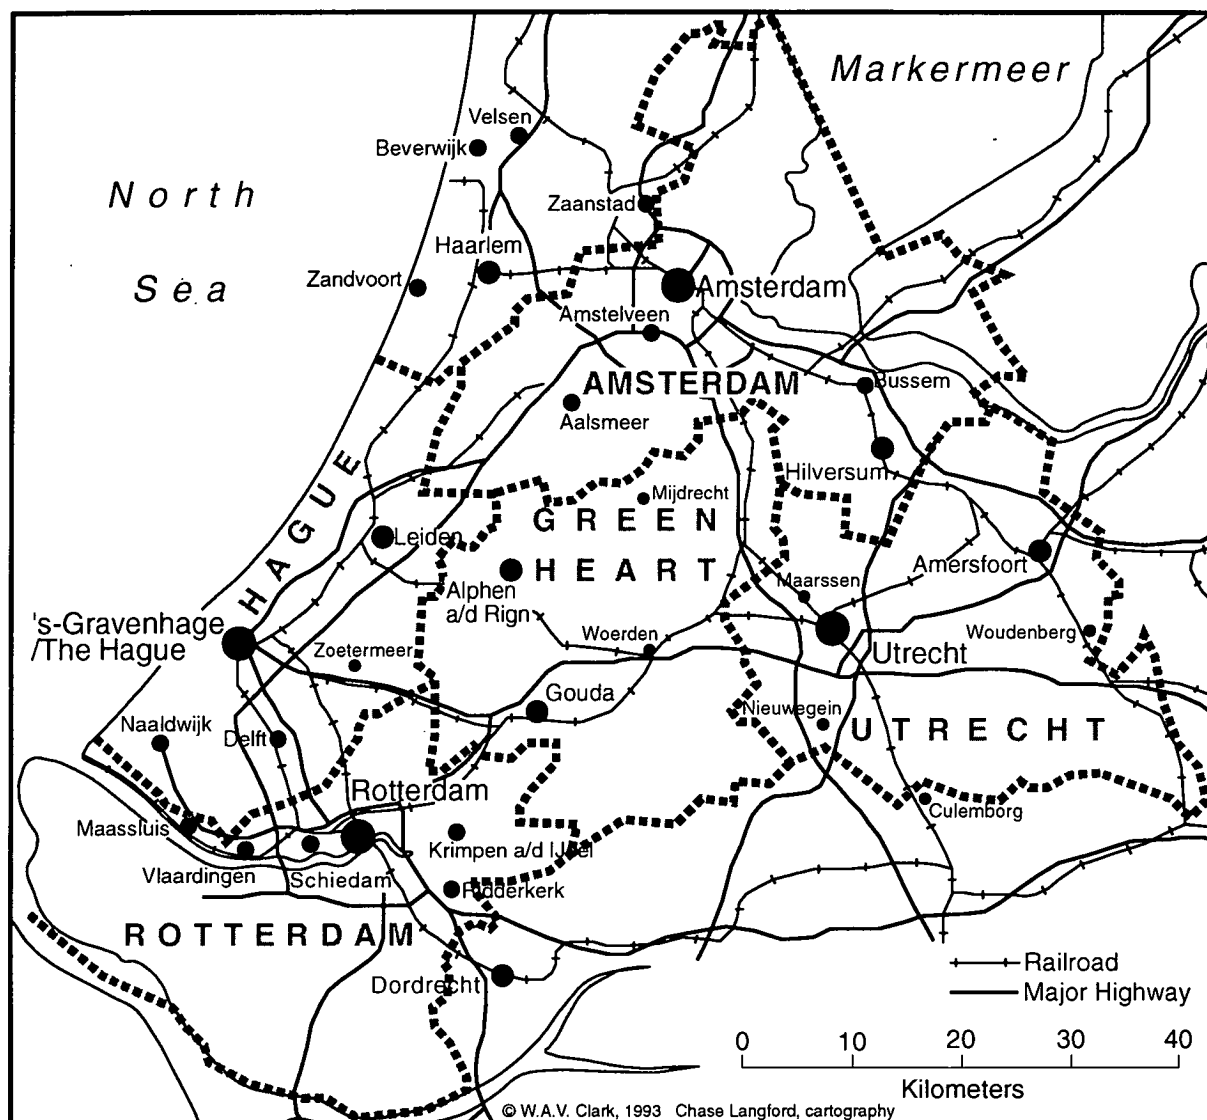 Markermeer
Velsen
Beverwijk
North
Sea
Zaanstad
Haarlem
Zandvoort
Amsterdam
Amstelveen
AMSTERDAM
Bussem
Aalsmeer
HAGUE
Hilversum
Mijdrecht
GREEN
HEART
Leiden
Amersfoort
Maarssen
Alphen
a/d Rign
's-Gravenhage
/The Hague
Woerden
Woudenberg
Zoetermeer
Utrecht
Gouda
Nieuwegein
Naaldwijk
Delft
UTRECHT
Rotterdam
Culemborg
Maassluis
Krimpen a/d IJsel
Vlaardingen
Schiedam
Ridderkerk
ROTTERDAM
Dordrecht
Railroad
Major Highway
0 10 20 30 40
Kilometers
© W.A.V. Clark, 1993 Chase Langford, cartography